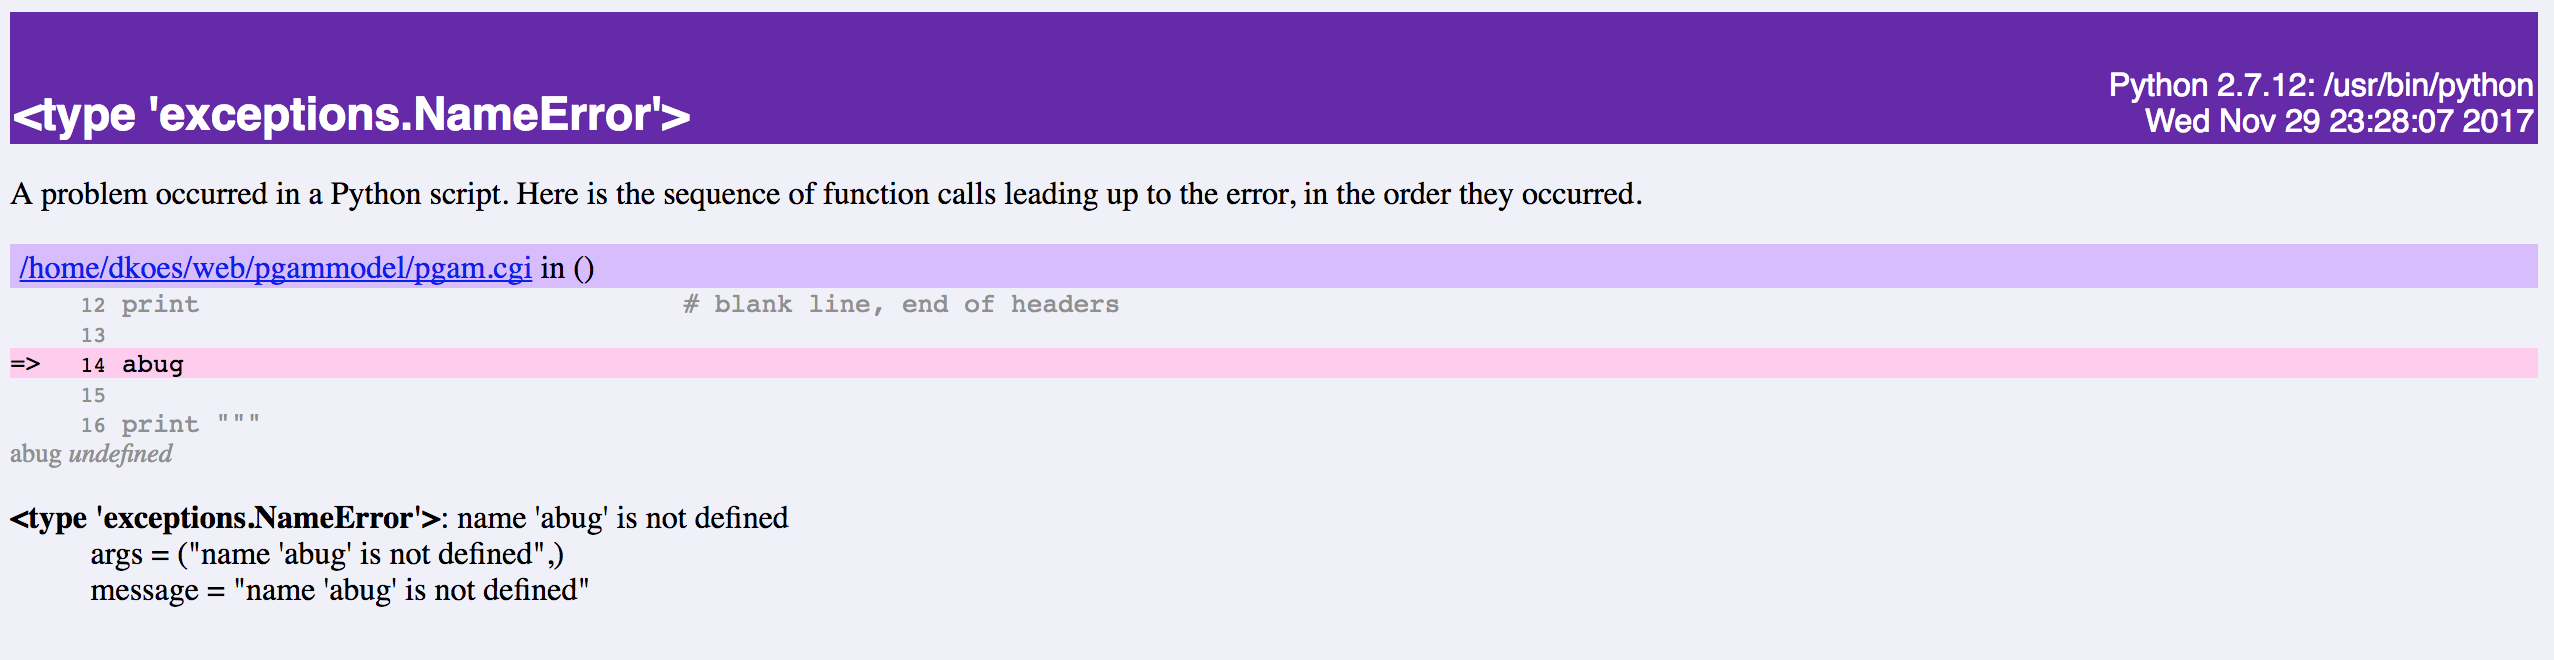 <type 'exceptions.NameError'>
Python 2.7.12: /usr/bin/python
Wed Nov 29 23:28:07 2017
A problem occurred in a Python script. Here is the sequence of function calls leading up to the error, in the order they occurred.
/home/dkoes/web/pgammodel/pgam.cgi in ()
12 print                               # blank line, end of headers
13
=> 14 abug
15
16 print """
abug undefined
<type 'exceptions.NameError'>: name 'abug' is not defined
args = ("name 'abug' is not defined",)
message = "name 'abug' is not defined"